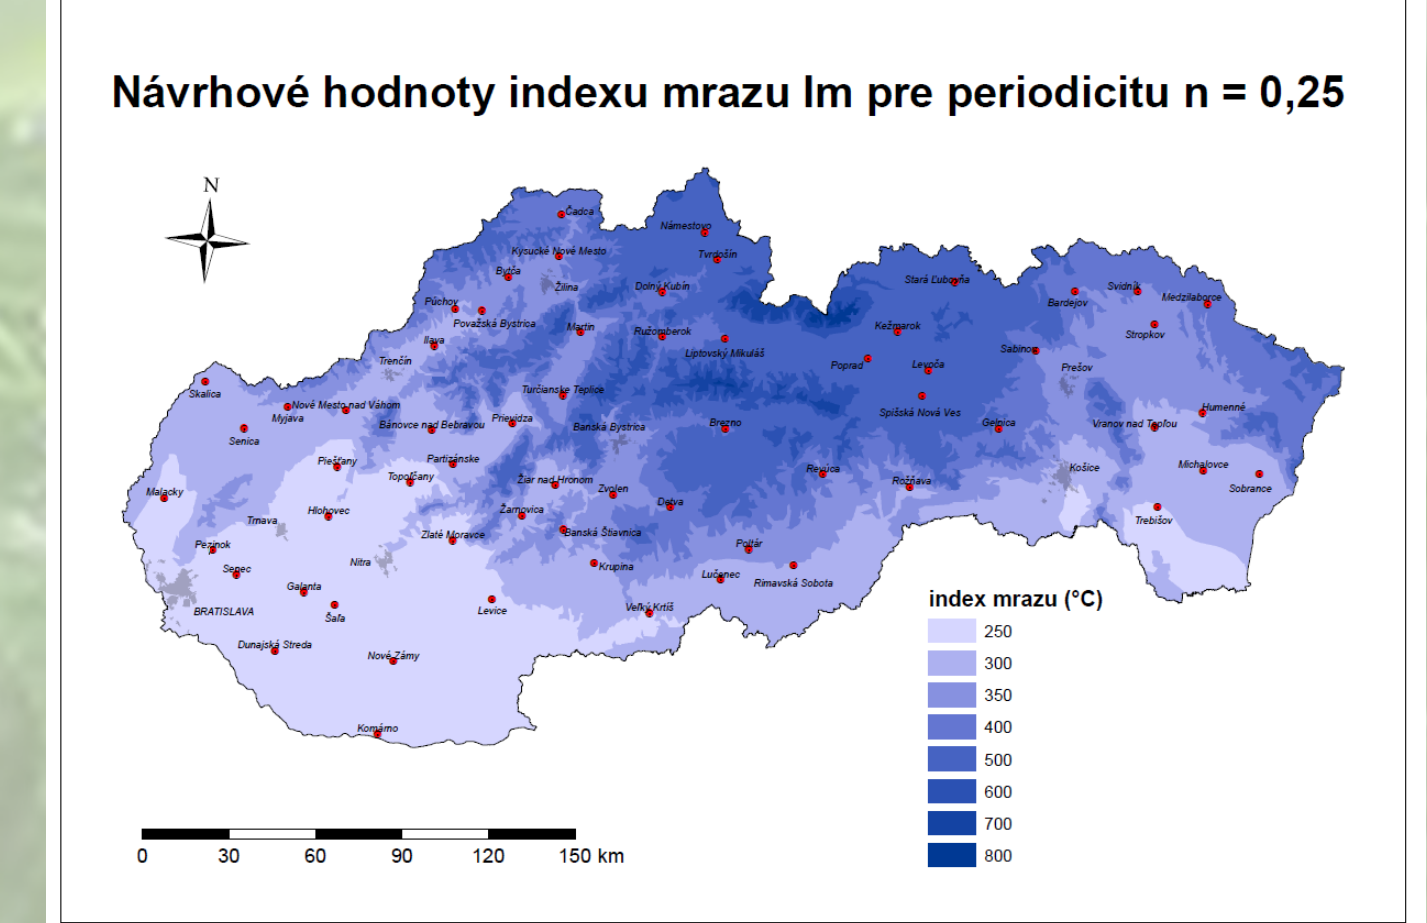 Návrhové hodnoty indexu mrazu Im pre periodicitu n = 0,25
N
Čadca
Námestovo
Kysucké Nové Mesto
Tvrdošín
Bytča
Žilina
Dolný Kubín
Stará Ľubovňa
Svidník
Bardejov
Medzilaborce
Púchov
Považská Bystrica
Martin
Ružomberok
Kežmarok
Stropkov
Ilava
Liptovský Mikuláš
Sabinov
Trenčín
Poprad
Levoča
Prešov
Skalica
Turčianske Teplice
Nové Mesto nad Váhom
Myjava
Spišská Nová Ves
Humenné
Prievidza
Bánovce nad Bebravou
Banská Bystrica
Brezno
Gelnica
Vranov nad Topľou
Senica
Piešťany
Partizánske
Topoľčany
Revúca
Košice
Michalovce
Žiar nad Hronom
Rožňava
Sobrance
Malacky
Zvolen
Detva
Hlohovec
Žarnovica
Trnava
Trebišov
Zlaté Moravce
Banská Štiavnica
Pezinok
Poltár
Senec
Nitra
Krupina
Lučenec
Rimavská Sobota
Galanta
BRATISLAVA
Šaľa
Levice
Veľký Krtíš
Dunajská Streda
Nové Zámy
Komárno
index mrazu (°C)
250
300
350
400
500
600
700
800
0 30 60 90 120 150 km